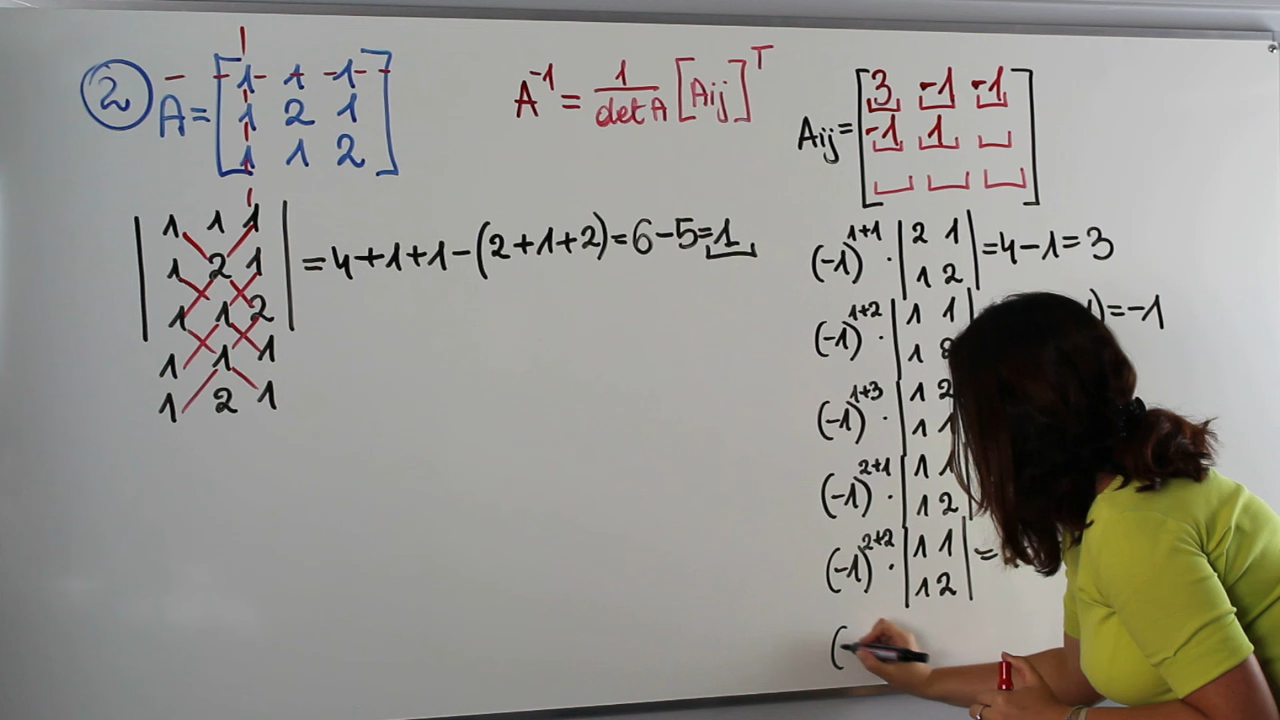 ② A = [ 1 1 -1
1 2 1
1 1 2 ]
A⁻¹ = 1/det A [Aij]ᵀ
Aij = [ 3 -1 -1
-1 1 ]
| 1 1 1
1 2 1
1 1 2 | = 4+1+1-(2+1+2)=6-5=1
1 1 1
1 2 1
(-1)¹⁺¹ · | 2 1
1 2 | = 4-1=3
(-1)¹⁺² · | 1 1
1 ) = -1
(-1)¹⁺³ · | 1 2
1 1
(-1)²⁺¹ · | 1 1
1 2 |
(-1)²⁺² · | 1 1
1 2 | =
(-